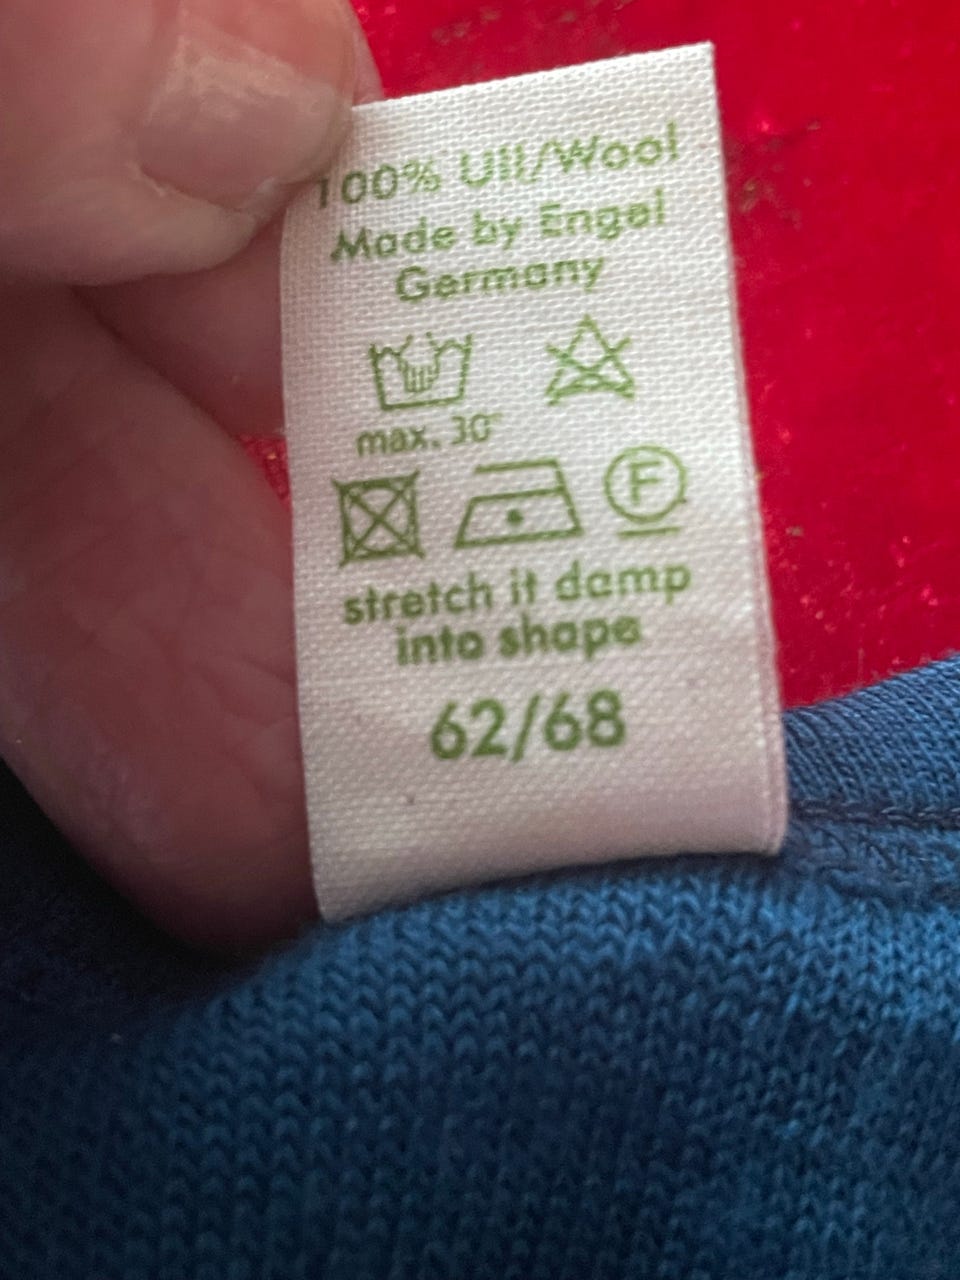 100% Ull/Wool
Made by Engel
Germany
max. 30°
F
stretch it damp
into shape
62/68